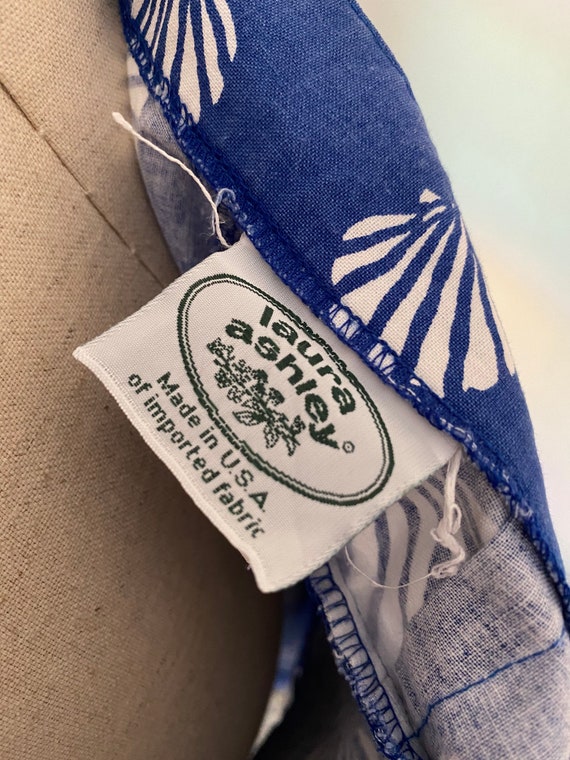 laura
ashley®
Made in U.S.A.
of imported fabric